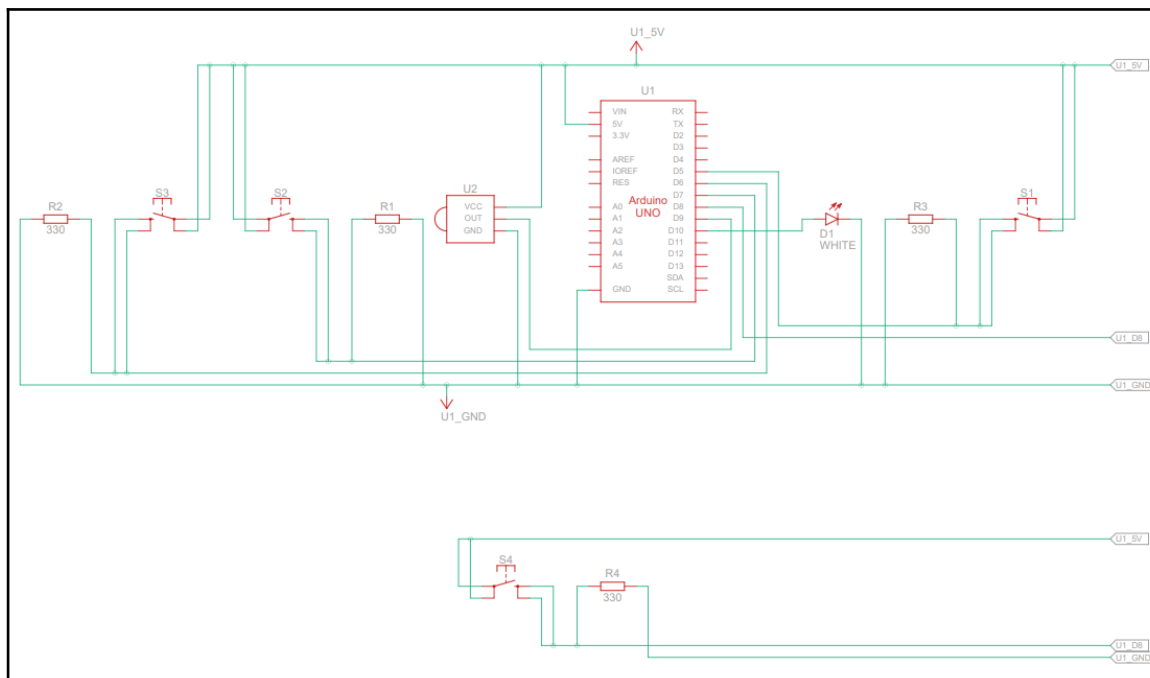 U1_5V
U1_5V
U1
VIN
5V
3.3V
AREF
IOREF
RES
A0
A1
A2
A3
A4
A5
GND
Arduino
UNO
RX
TX
D2
D3
D4
D5
D6
D7
D8
D9
D10
D11
D12
D13
SDA
SCL
R2
330
S3
S2
R1
330
U2
VCC
OUT
GND
D1
WHITE
R3
330
S1
U1_D8
U1_GND
U1_GND
U1_5V
S4
R4
330
U1_D8
U1_GND